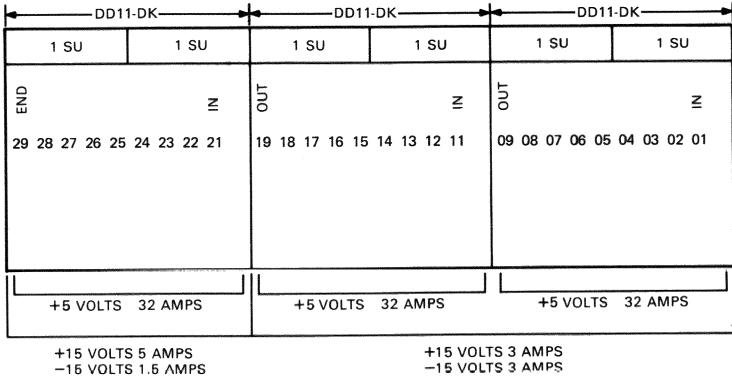 DD11-DK DD11-DK DD11-DK
1 SU 1 SU 1 SU 1 SU 1 SU 1 SU
END IN OUT IN OUT IN
29 28 27 26 25 24 23 22 21 19 18 17 16 15 14 13 12 11 09 08 07 06 05 04 03 02 01
+5 VOLTS 32 AMPS +5 VOLTS 32 AMPS +5 VOLTS 32 AMPS
+15 VOLTS 5 AMPS +15 VOLTS 3 AMPS
−15 VOLTS 1.5 AMPS −15 VOLTS 3 AMPS